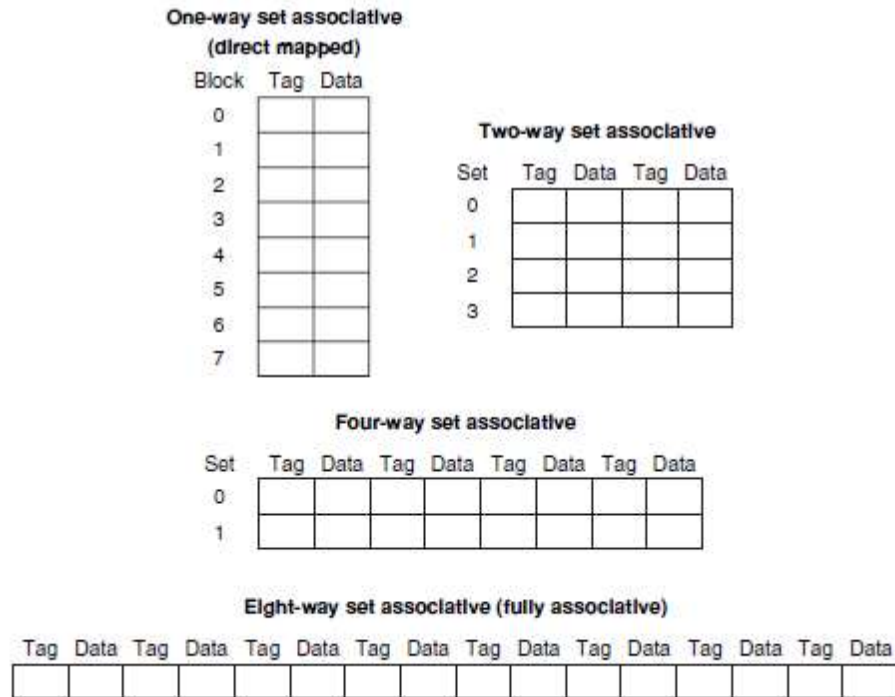 One-way set associative
(direct mapped)
Block Tag Data
0
1
2
3
4
5
6
7
Two-way set associative
Set Tag Data Tag Data
0
1
2
3
Four-way set associative
Set Tag Data Tag Data Tag Data Tag Data
0
1
Eight-way set associative (fully associative)
Tag Data Tag Data Tag Data Tag Data Tag Data Tag Data Tag Data Tag Data